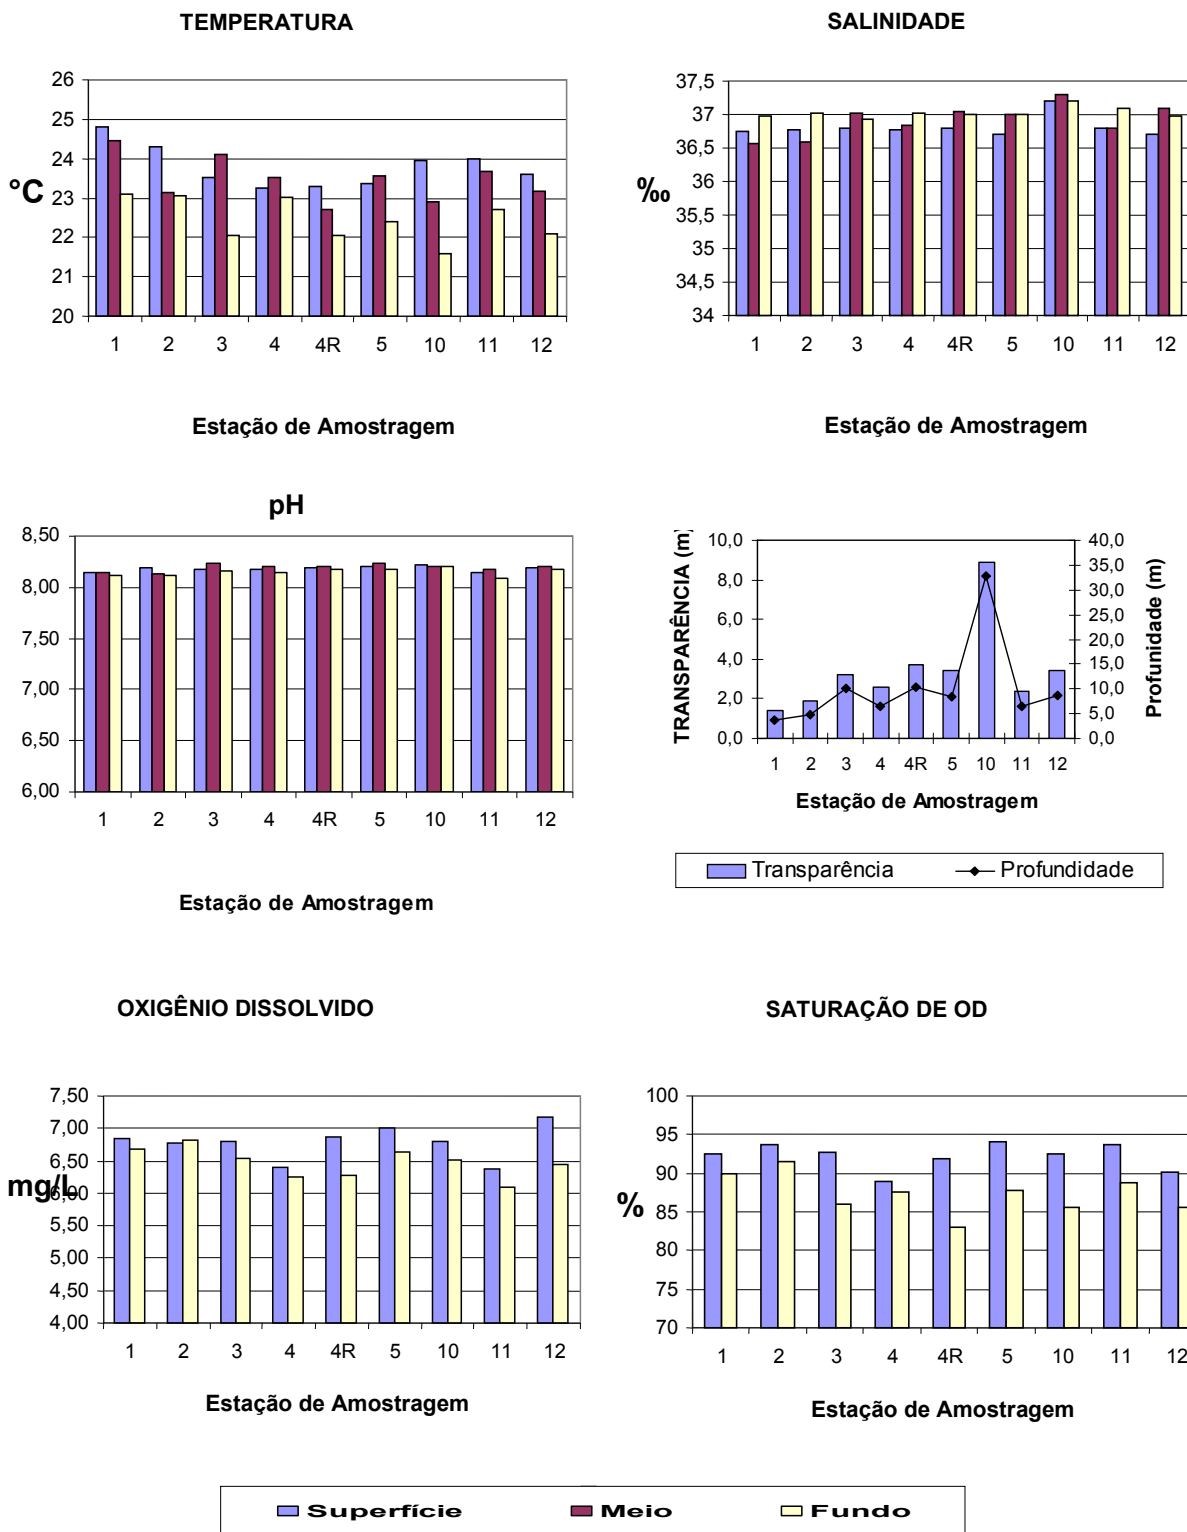 TEMPERATURA
26
25
24
23
22
21
20
°C
1 2 3 4 4R 5 10 11 12
Estação de Amostragem
SALINIDADE
37,5
37
36,5
36
35,5
35
34,5
34
‰
1 2 3 4 4R 5 10 11 12
Estação de Amostragem
pH
8,50
8,00
7,50
7,00
6,50
6,00
1 2 3 4 4R 5 10 11 12
Estação de Amostragem
TRANSPARÊNCIA (m)
10,0
8,0
6,0
4,0
2,0
0,0
40,0
35,0
30,0
25,0
20,0
15,0
10,0
5,0
0,0
Profunidade (m)
1 2 3 4 4R 5 10 11 12
Estação de Amostragem
Transparência Profundidade
OXIGÊNIO DISSOLVIDO
7,50
7,00
6,50
6,00
5,50
5,00
4,50
4,00
mg/L
1 2 3 4 4R 5 10 11 12
Estação de Amostragem
SATURAÇÃO DE OD
100
95
90
85
80
75
70
%
1 2 3 4 4R 5 10 11 12
Estação de Amostragem
Superfície Meio Fundo